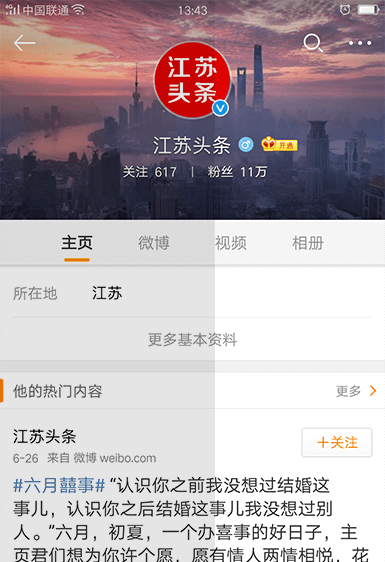 中国联通 13:43
江苏
头条
江苏头条 开通
关注 617 | 粉丝 11万
主页 微博 视频 相册
所在地 江苏
更多基本资料
他的热门内容 更多
江苏头条
+关注
6-26 来自 微博 weibo.com
#六月囍事# “认识你之前我没想过结婚这
事儿，认识你之后结婚这事儿我没想过别
人。”六月，初夏，一个办喜事的好日子，主
页君们想为你许个愿，愿有情人两情相悦，花